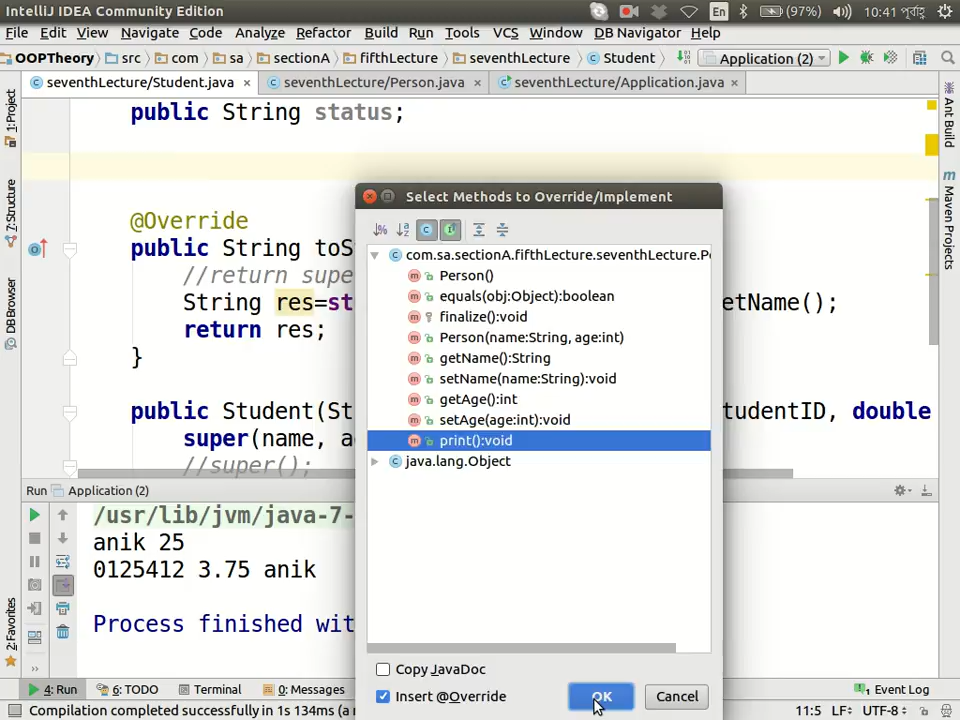 IntelliJ IDEA Community Edition
En
(97%)
10:41 পূর্বাহ্ণ
File Edit View Navigate Code Analyze Refactor Build Run Tools VCS Window DB Navigator Help
OOPTheory src com sa sectionA fifthLecture seventhLecture Student Application (2)
seventhLecture/Student.java seventhLecture/Person.java seventhLecture/Application.java
1: Project
7: Structure
DB Browser
2: Favorites
Ant Build
Maven Projects
public String status;
@Override
public String toS
//return supe
String res=st
etName();
return res;
}
public Student(St
tudentID, double
super(name, a
//super();
Select Methods to Override/Implement
com.sa.sectionA.fifthLecture.seventhLecture.Pe
Person()
equals(obj:Object):boolean
finalize():void
Person(name:String, age:int)
getName():String
setName(name:String):void
getAge():int
setAge(age:int):void
print():void
java.lang.Object
Copy JavaDoc
Insert @Override
OK
Cancel
Run Application (2)
/usr/lib/jvm/java-7-
anik 25
0125412 3.75 anik
Process finished wit
4: Run 6: TODO Terminal 0: Messages Event Log
Compilation completed successfully in 1s 134ms (a m
11:5 LF UTF-8